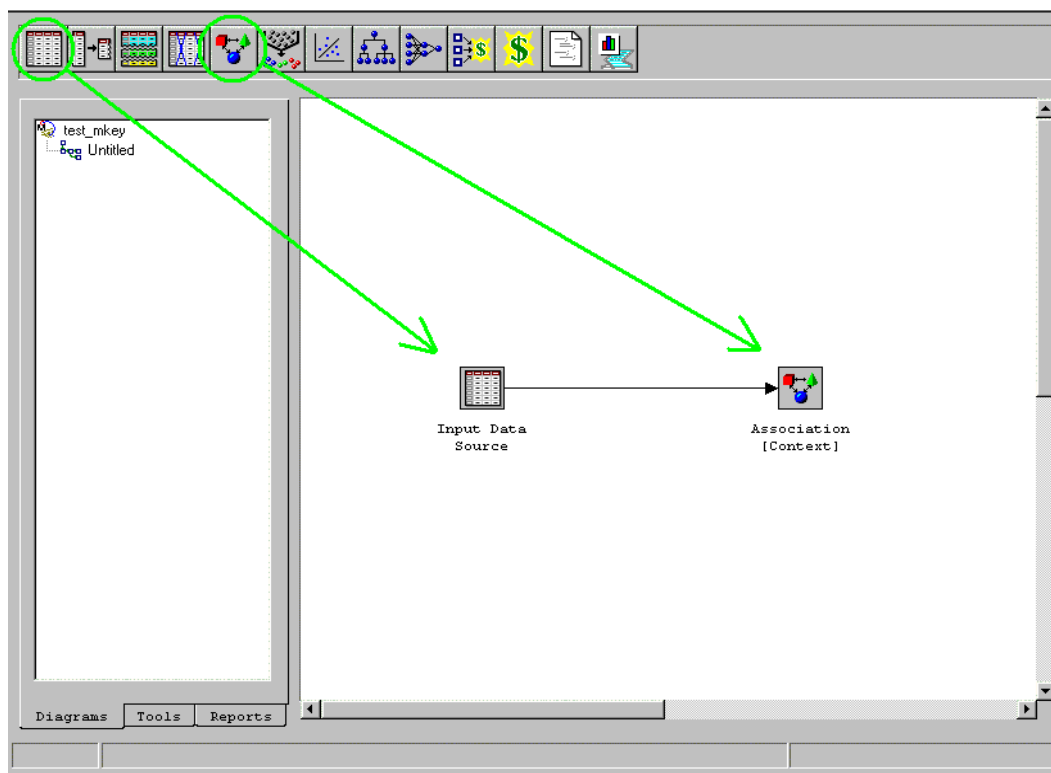 test_mkey
Untitled
Input Data
Source
Association
[Context]
Diagrams
Tools
Reports